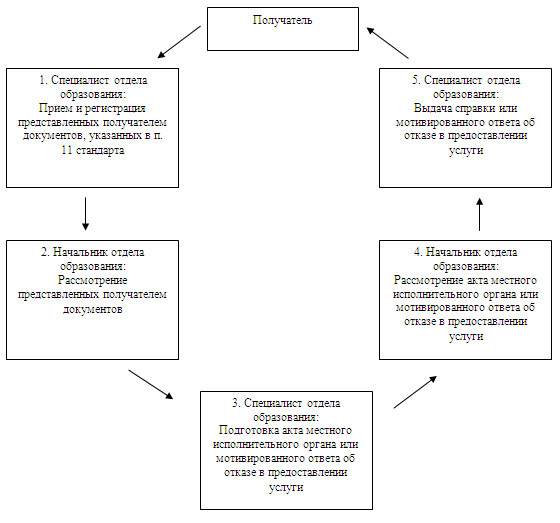 Получатель
1. Специалист отдела
образования:
Прием и регистрация
представленных получателем
документов, указанных в п.
11 стандарта
2. Начальник отдела
образования:
Рассмотрение
представленных получателем
документов
3. Специалист отдела
образования:
Подготовка акта местного
исполнительного органа или
мотивированного ответа об
отказе в предоставлении
услуги
4. Начальник отдела
образования:
Рассмотрение акта местного
исполнительного органа или
мотивированного ответа об
отказе в предоставлении
услуги
5. Специалист отдела
образования:
Выдача справки или
мотивированного ответа об
отказе в предоставлении
услуги